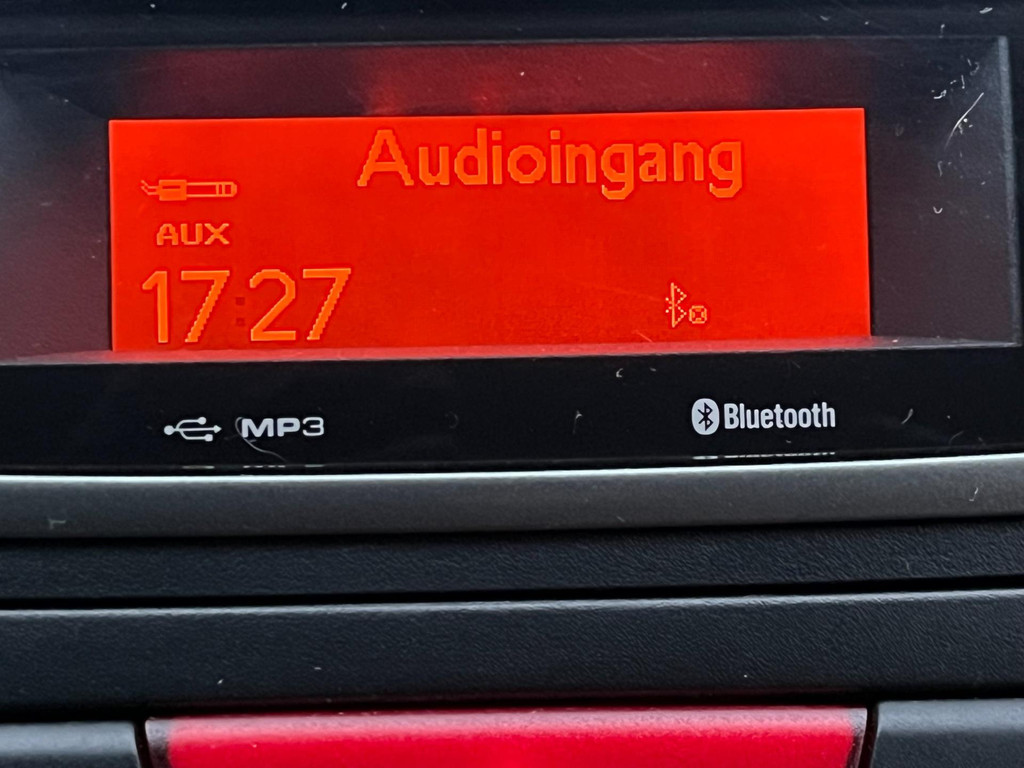 Audioingang
AUX
17:27
MP3
Bluetooth